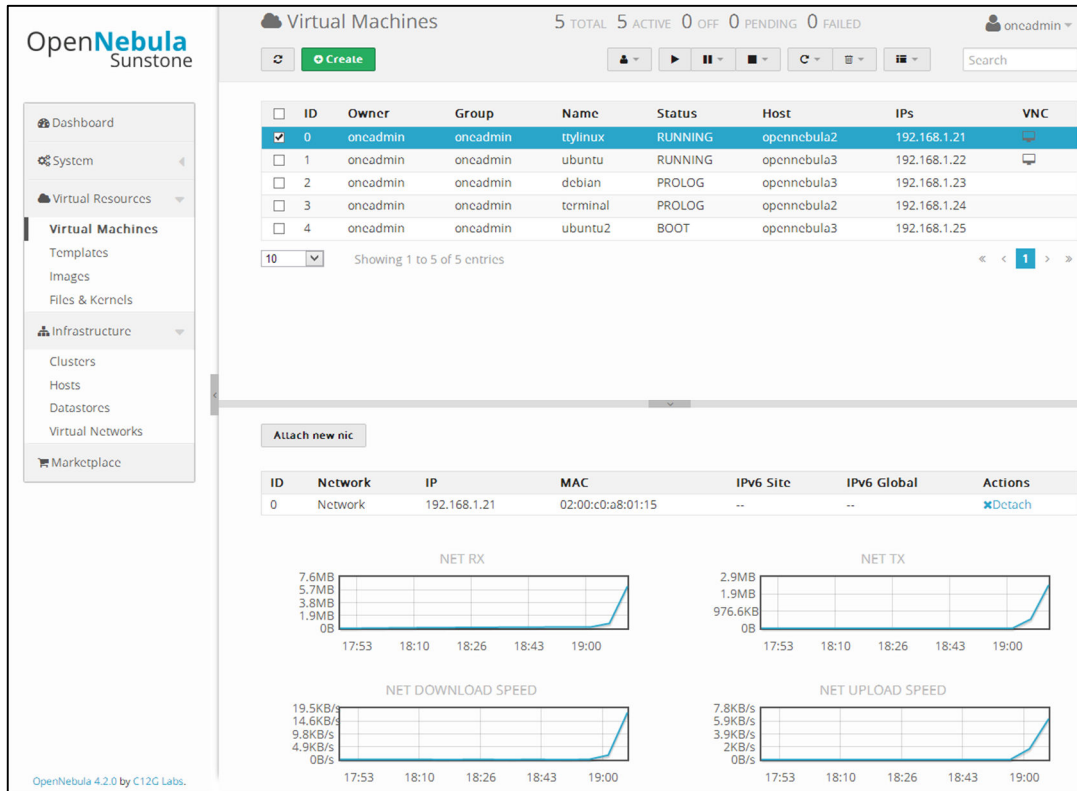 OpenNebula
Sunstone
Dashboard
System
Virtual Resources
Virtual Machines
Templates
Images
Files & Kernels
Infrastructure
Clusters
Hosts
Datastores
Virtual Networks
Marketplace
OpenNebula 4.2.0 by C12G Labs.
Virtual Machines
5 TOTAL 5 ACTIVE 0 OFF 0 PENDING 0 FAILED
oneadmin
Create
Search
ID Owner Group Name Status Host IPs VNC
0 oneadmin oneadmin ttylinux RUNNING opennebula2 192.168.1.21
1 oneadmin oneadmin ubuntu RUNNING opennebula3 192.168.1.22
2 oneadmin oneadmin debian PROLOG opennebula3 192.168.1.23
3 oneadmin oneadmin terminal PROLOG opennebula2 192.168.1.24
4 oneadmin oneadmin ubuntu2 BOOT opennebula3 192.168.1.25
10 Showing 1 to 5 of 5 entries « < 1 > »
Attach new nic
ID Network IP MAC IPv6 Site IPv6 Global Actions
0 Network 192.168.1.21 02:00:c0:a8:01:15 -- -- Detach
NET RX
7.6MB
5.7MB
3.8MB
1.9MB
0B
17:53 18:10 18:26 18:43 19:00
NET TX
2.9MB
1.9MB
976.6KB
0B
17:53 18:10 18:26 18:43 19:00
NET DOWNLOAD SPEED
19.5KB/s
14.6KB/s
9.8KB/s
4.9KB/s
0B/s
17:53 18:10 18:26 18:43 19:00
NET UPLOAD SPEED
7.8KB/s
5.9KB/s
3.9KB/s
2KB/s
0B/s
17:53 18:10 18:26 18:43 19:00